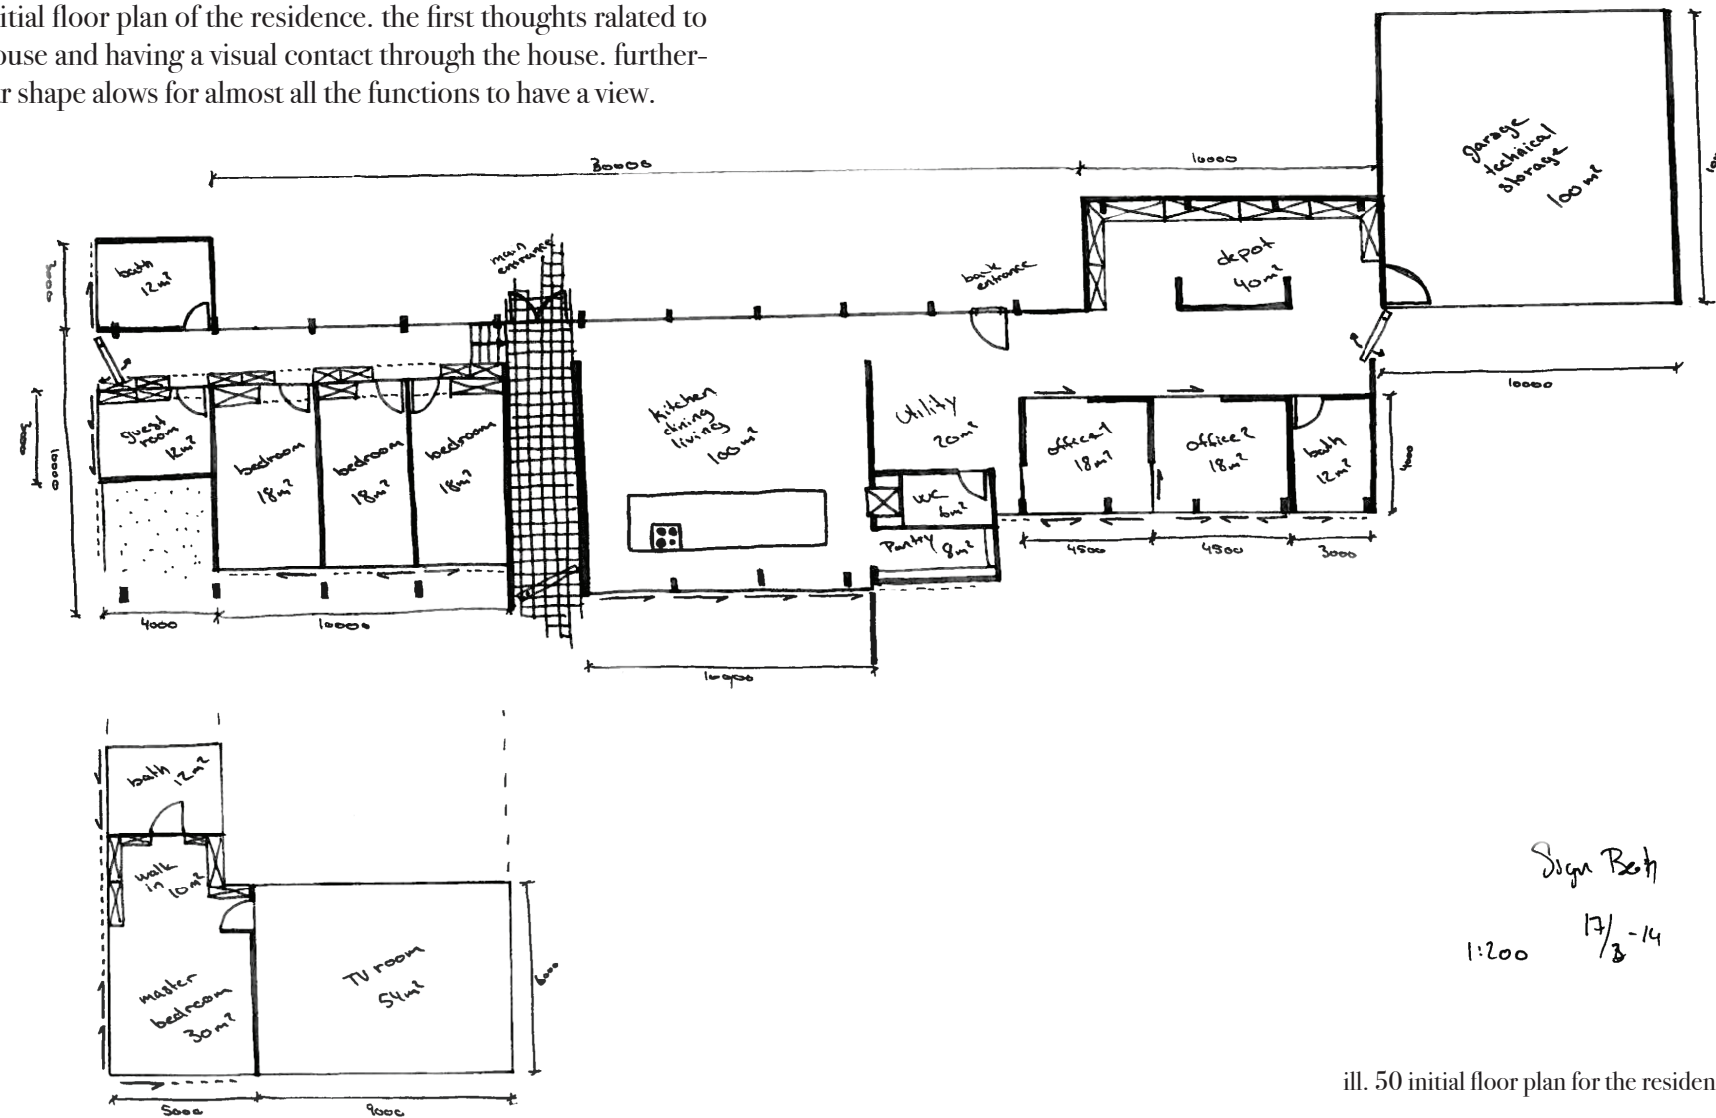 itial floor plan of the residence. the first thoughts ralated to
ouse and having a visual contact through the house. further-
r shape alows for almost all the functions to have a view.
30000
10000
garage
technical
storage
100m²
bath
12m²
3000
main
entrance
back
entrance
depot
40m²
10000
guest
room
12m²
3000
10000
bedroom
18m²
bedroom
18m²
bedroom
18m²
kitchen
dining
living
100m²
Utility
20m²
WC
6m²
Pantry
8m²
office 1
18m²
office 2
18m²
bath
12m²
4000
4500
4500
3000
4000
10000
10000
bath 12m²
walk
in 10m²
master
bedroom
30m²
TV room
54m²
6000
5000
9000
Sign
1:200
ill. 50 initial floor plan for the residen